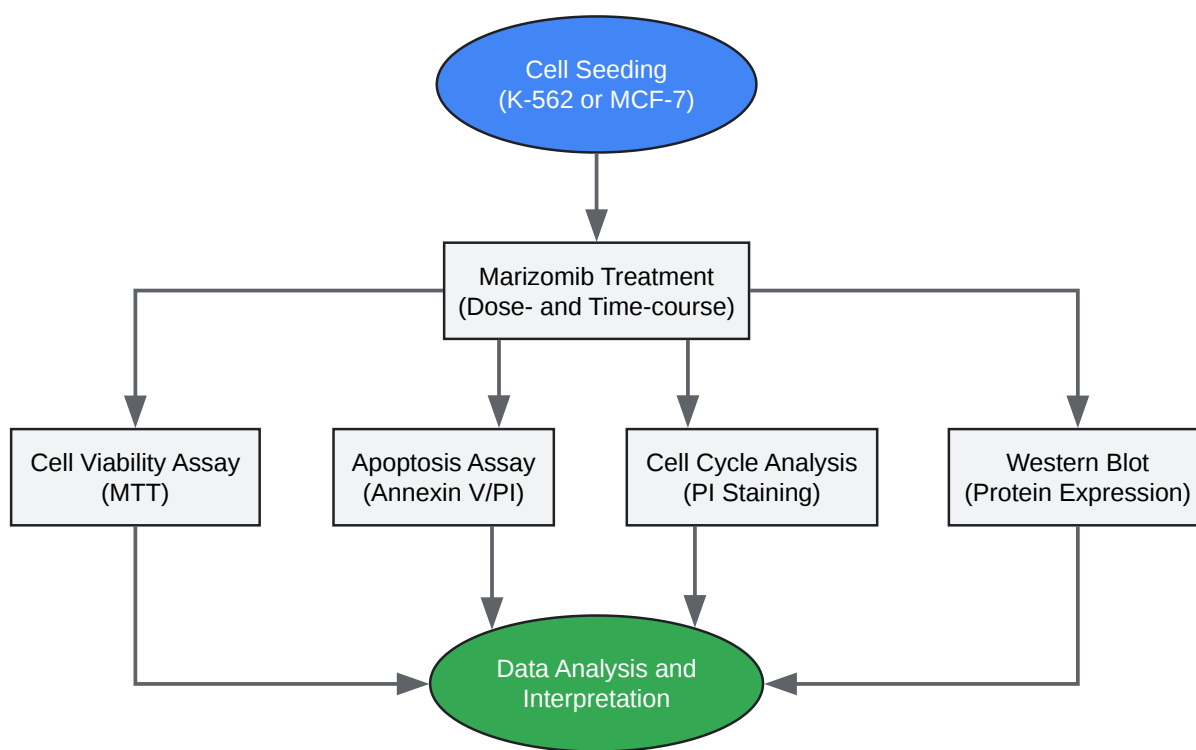 Cell Seeding
(K-562 or MCF-7)
Marizomib Treatment
(Dose- and Time-course)
Cell Viability Assay
(MTT)
Apoptosis Assay
(Annexin V/PI)
Cell Cycle Analysis
(PI Staining)
Western Blot
(Protein Expression)
Data Analysis and
Interpretation